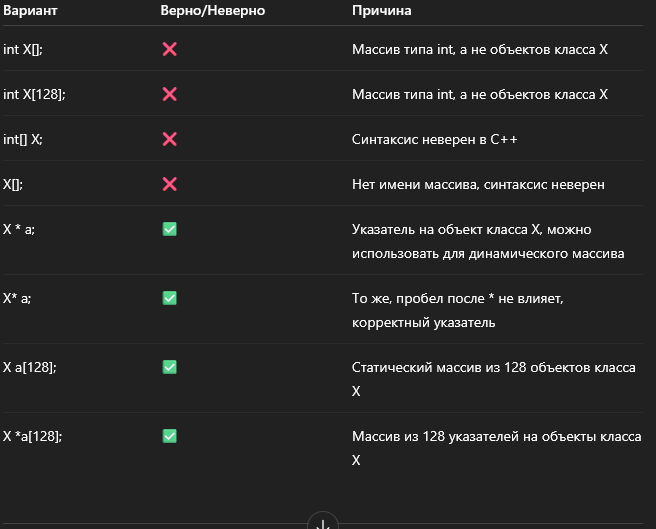 Вариант Верно/Неверно Причина
int X[]; ❌ Массив типа int, а не объектов класса X
int X[128]; ❌ Массив типа int, а не объектов класса X
int[] X; ❌ Синтаксис неверен в C++
X[]; ❌ Нет имени массива, синтаксис неверен
X * a; ✅ Указатель на объект класса X, можно
использовать для динамического массива
X* a; ✅ То же, пробел после * не влияет,
корректный указатель
X a[128]; ✅ Статический массив из 128 объектов класса
X
X *a[128]; ✅ Массив из 128 указателей на объекты класса
X